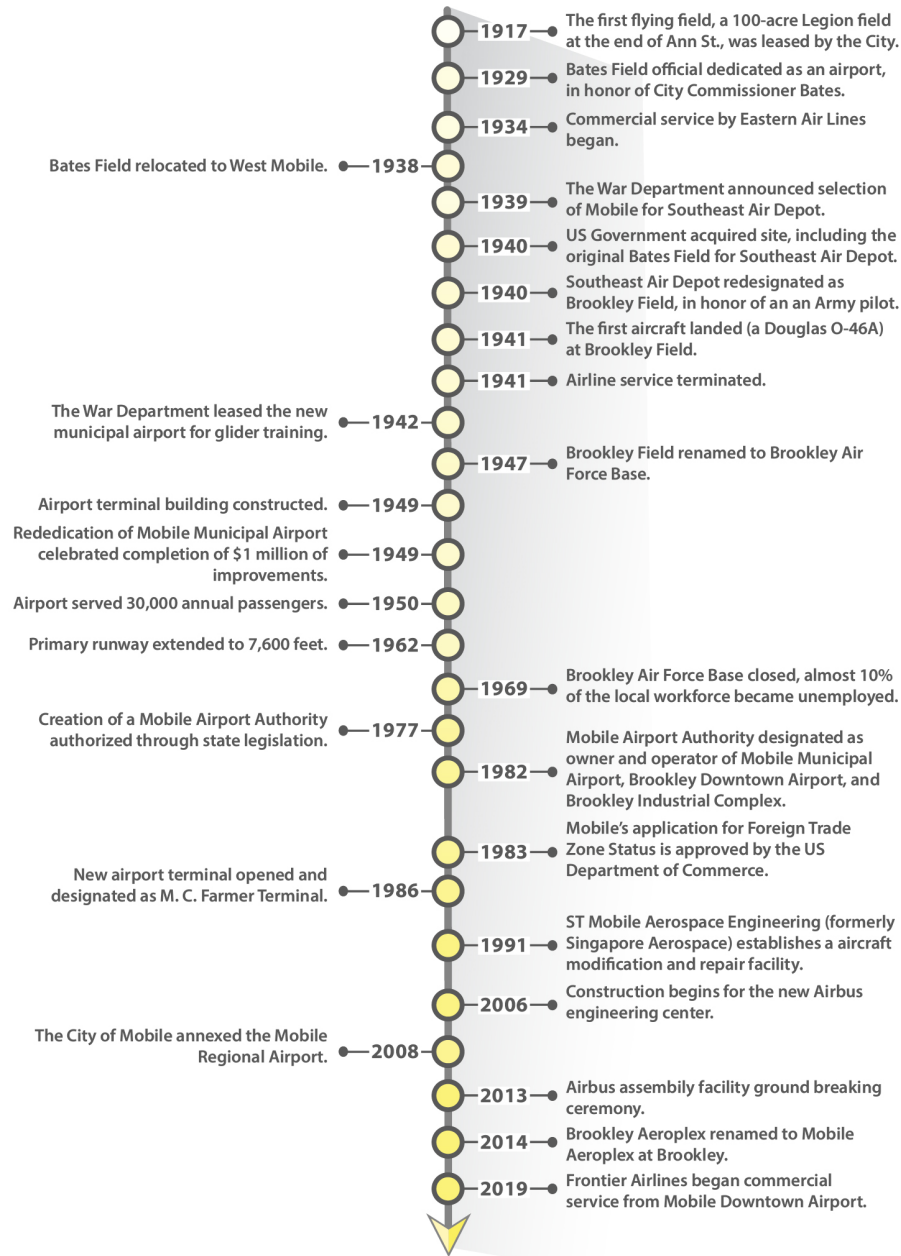 1917
The first flying field, a 100-acre Legion field
at the end of Ann St., was leased by the City.
1929
Bates Field official dedicated as an airport,
in honor of City Commissioner Bates.
1934
Commercial service by Eastern Air Lines
began.
Bates Field relocated to West Mobile.
1938
1939
The War Department announced selection
of Mobile for Southeast Air Depot.
1940
US Government acquired site, including the
original Bates Field for Southeast Air Depot.
1940
Southeast Air Depot redesignated as
Brookley Field, in honor of an an Army pilot.
1941
The first aircraft landed (a Douglas O-46A)
at Brookley Field.
1941
Airline service terminated.
The War Department leased the new
municipal airport for glider training.
1942
1947
Brookley Field renamed to Brookley Air
Force Base.
Airport terminal building constructed.
1949
Rededication of Mobile Municipal Airport
celebrated completion of $1 million of
improvements.
1949
Airport served 30,000 annual passengers.
1950
Primary runway extended to 7,600 feet.
1962
1969
Brookley Air Force Base closed, almost 10%
of the local workforce became unemployed.
Creation of a Mobile Airport Authority
authorized through state legislation.
1977
1982
Mobile Airport Authority designated as
owner and operator of Mobile Municipal
Airport, Brookley Downtown Airport, and
Brookley Industrial Complex.
1983
Mobile's application for Foreign Trade
Zone Status is approved by the US
Department of Commerce.
New airport terminal opened and
designated as M. C. Farmer Terminal.
1986
1991
ST Mobile Aerospace Engineering (formerly
Singapore Aerospace) establishes a aircraft
modification and repair facility.
2006
Construction begins for the new Airbus
engineering center.
The City of Mobile annexed the Mobile
Regional Airport.
2008
2013
Airbus assembily facility ground breaking
ceremony.
2014
Brookley Aeroplex renamed to Mobile
Aeroplex at Brookley.
2019
Frontier Airlines began commercial
service from Mobile Downtown Airport.